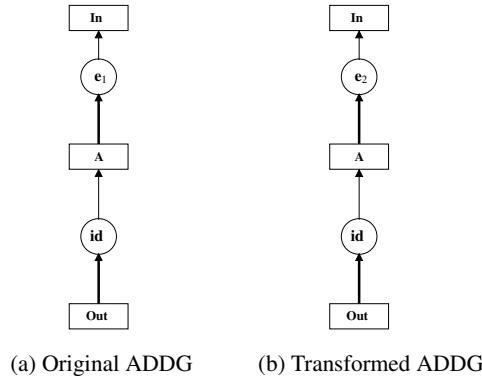 In
e₁
A
id
Out
(a) Original ADDG
In
e₂
A
id
Out
(b) Transformed ADDG